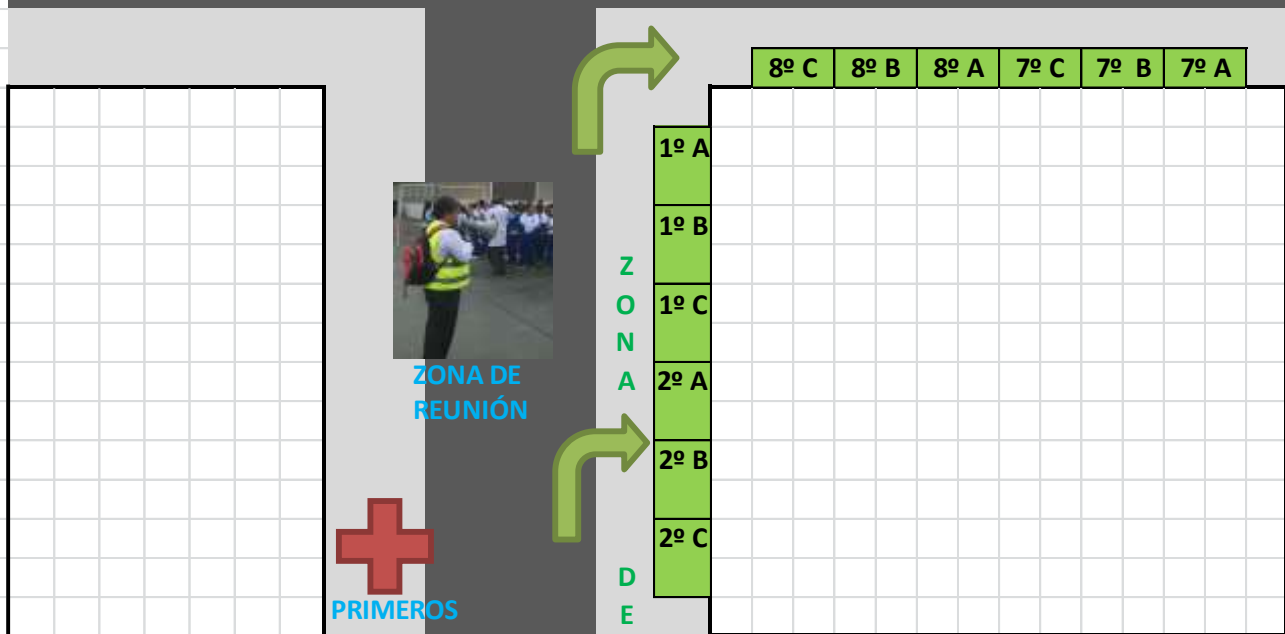 8º C 8º B 8º A 7º C 7º B 7º A
1º A
1º B
1º C
2º A
2º B
2º C
Z
O
N
A
D
E
ZONA DE
REUNIÓN
PRIMEROS